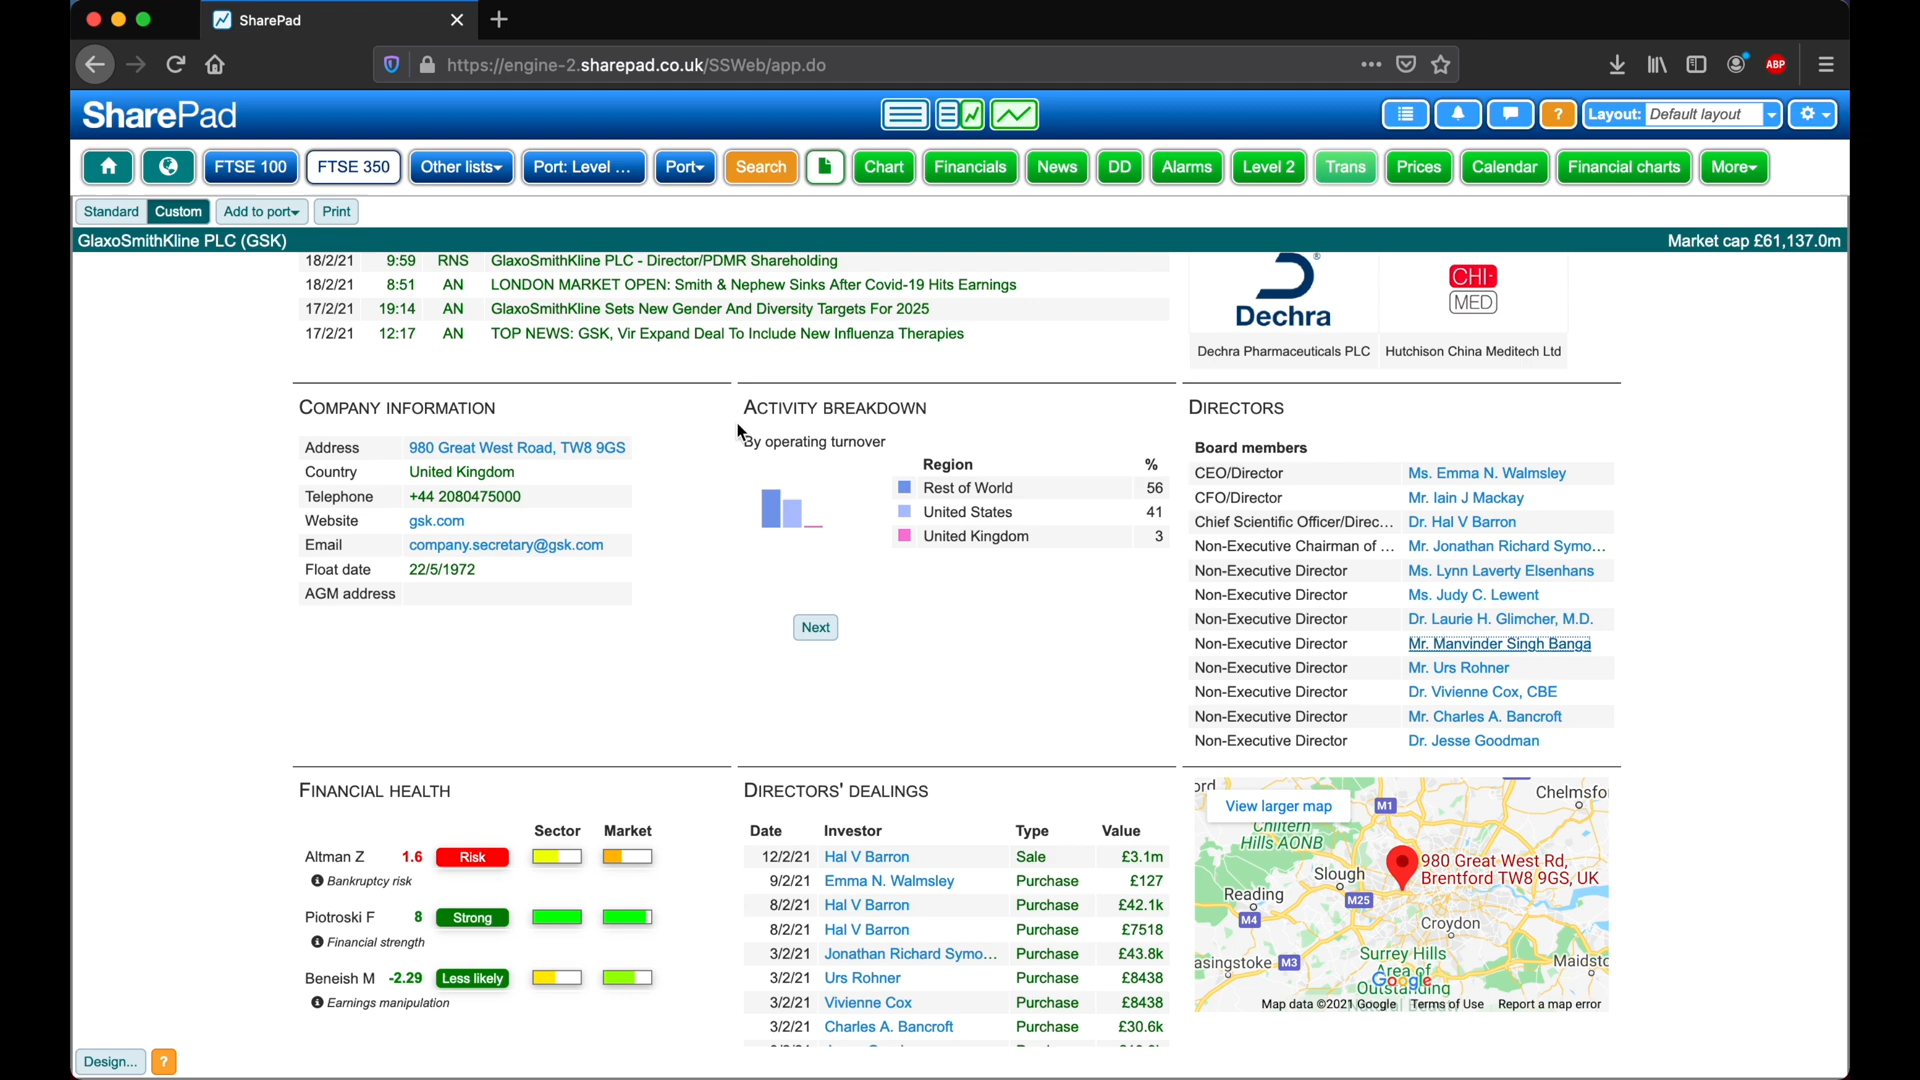 SharePad
https://engine-2.sharepad.co.uk/SSWeb/app.do
ABP
SharePad
?
Layout: Default layout
FTSE 100
FTSE 350
Other lists
Port: Level ...
Port
Search
Chart
Financials
News
DD
Alarms
Level 2
Trans
Prices
Calendar
Financial charts
More
Standard Custom Add to port Print
GlaxoSmithKline PLC (GSK) Market cap £61,137.0m
18/2/21 9:59 RNS GlaxoSmithKline PLC - Director/PDMR Shareholding
18/2/21 8:51 AN LONDON MARKET OPEN: Smith & Nephew Sinks After Covid-19 Hits Earnings
17/2/21 19:14 AN GlaxoSmithKline Sets New Gender And Diversity Targets For 2025
17/2/21 12:17 AN TOP NEWS: GSK, Vir Expand Deal To Include New Influenza Therapies
Dechra
CHI-
MED
Dechra Pharmaceuticals PLC
Hutchison China Meditech Ltd
COMPANY INFORMATION
Address 980 Great West Road, TW8 9GS
Country United Kingdom
Telephone +44 2080475000
Website gsk.com
Email company.secretary@gsk.com
Float date 22/5/1972
AGM address
ACTIVITY BREAKDOWN
By operating turnover
Region %
Rest of World 56
United States 41
United Kingdom 3
Next
DIRECTORS
Board members
CEO/Director Ms. Emma N. Walmsley
CFO/Director Mr. Iain J Mackay
Chief Scientific Officer/Direc... Dr. Hal V Barron
Non-Executive Chairman of ... Mr. Jonathan Richard Symo...
Non-Executive Director Ms. Lynn Laverty Elsenhans
Non-Executive Director Ms. Judy C. Lewent
Non-Executive Director Dr. Laurie H. Glimcher, M.D.
Non-Executive Director Mr. Manvinder Singh Banga
Non-Executive Director Mr. Urs Rohner
Non-Executive Director Dr. Vivienne Cox, CBE
Non-Executive Director Mr. Charles A. Bancroft
Non-Executive Director Dr. Jesse Goodman
FINANCIAL HEALTH
Sector Market
Altman Z 1.6 Risk
Bankruptcy risk
Piotroski F 8 Strong
Financial strength
Beneish M -2.29 Less likely
Earnings manipulation
DIRECTORS' DEALINGS
Date Investor Type Value
12/2/21 Hal V Barron Sale £3.1m
9/2/21 Emma N. Walmsley Purchase £127
8/2/21 Hal V Barron Purchase £42.1k
8/2/21 Hal V Barron Purchase £7518
3/2/21 Jonathan Richard Symo... Purchase £43.8k
3/2/21 Urs Rohner Purchase £8438
3/2/21 Vivienne Cox Purchase £8438
3/2/21 Charles A. Bancroft Purchase £30.6k
View larger map
M1
Chelmsfo
Chiltern
Hills AONB
980 Great West Rd,
Brentford TW8 9GS, UK
Slough
Reading
M25
M4
Croydon
Surrey Hills
Area of
Outstanding
asingstoke
M3
Maidsto
Google
Map data ©2021 Google Terms of Use Report a map error
Design...
?